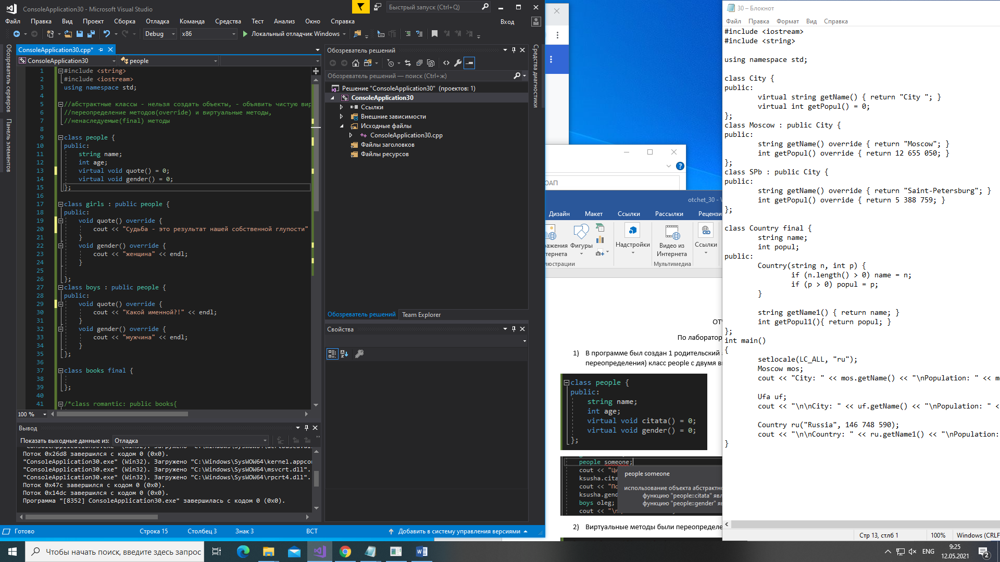 ConsoleApplication30 - Microsoft Visual Studio
Быстрый запуск (Ctrl+Q)
Файл Правка Вид Проект Сборка Отладка Команда Средства Тест Анализ Окно Справка Вход
Debug x86 Локальный отладчик Windows
Обозреватель серверов
Панель элементов
ConsoleApplication30.cpp*
ConsoleApplication30 people
1 #include <string>
2 #include <iostream>
3 using namespace std;
4
5 //абстрактные классы - нельзя создать объекты, - объявить чистую вир
6 //переопределение методов(override) и виртуальные методы,
7 //ненаследуемые(final) методы
8
9 class people {
10 public:
11 string name;
12 int age;
13 virtual void quote() = 0;
14 virtual void gender() = 0;
15 };
16
17 class girls : public people {
18 public:
19 void quote() override {
20 cout << "Судьба - это результат нашей собственной глупости"
21 }
22 void gender() override {
23 cout << "женщина" << endl;
24 }
25
26 };
27 class boys : public people {
28 public:
29 void quote() override {
30 cout << "Какой именной?!" << endl;
31 }
32 void gender() override {
33 cout << "мужчина" << endl;
34 }
35 };
36
37 class books final {
38
39 };
40
41 /*class romantic: public books{
100 %
Вывод
Показать выходные данные из: Отладка
Поток 0x26d8 завершился с кодом 0 (0x0).
"ConsoleApplication30.exe" (Win32). Загружено "C:\Windows\SysWOW64\kernel.appcor
"ConsoleApplication30.exe" (Win32). Загружено "C:\Windows\SysWOW64\msvcrt.dll".
"ConsoleApplication30.exe" (Win32). Загружено "C:\Windows\SysWOW64\rpcrt4.dll".
Поток 0x47c завершился с кодом 0 (0x0).
Поток 0x14dc завершился с кодом 0 (0x0).
Программа "[8352] ConsoleApplication30.exe" завершилась с кодом 0 (0x0).
Обозреватель решений
Обозреватель решений — поиск (Ctrl+ж)
Решение "ConsoleApplication30" (проектов: 1)
ConsoleApplication30
Ссылки
Внешние зависимости
Исходные файлы
ConsoleApplication30.cpp
Файлы заголовков
Файлы ресурсов
Обозреватель решений Team Explorer
Свойства
Средства диагностики
Готово Строка 15 Столбец 3 Знак 3 ВСТ Добавить в систему управления версиями
ОАП
otchet_30 - W
Дизайн Макет Ссылки Рассылки Рецензи
Фигуры
Надстройки
Видео из
Интернета
Ссылки
Мультимедиа
ОТЧ
По лаборатор
1) В программе был создан 1 родительский
переопределения) класс people с двумя ви
class people {
public:
string name;
int age;
virtual void citata() = 0;
virtual void gender() = 0;
};
people someone;
cout << "Ци
ksusha.cita
cout << "По
ksusha.gend
boys oleg;
cout << "\n
people someone
использование объекта абстрактно
функцию "people::citata" явл
функцию "people::gender" яв
2) Виртуальные методы были переопреде
30 – Блокнот
Файл Правка Формат Вид Справка
#include <iostream>
#include <string>
using namespace std;
class City {
public:
virtual string getName() { return "City "; }
virtual int getPopul() = 0;
};
class Moscow : public City {
public:
string getName() override { return "Moscow"; }
int getPopul() override { return 12 655 050; }
};
class SPb : public City {
public:
string getName() override { return "Saint-Petersburg"; }
int getPopul() override { return 5 388 759; }
};
class Country final {
string name;
int popul;
public:
Country(string n, int p) {
if (n.length() > 0) name = n;
if (p > 0) popul = p;
}
string getName1() { return name; }
int getPopul1(){ return popul; }
};
int main()
{
setlocale(LC_ALL, "ru");
Moscow mos;
cout << "City: " << mos.getName() << "\nPopulation: " << m
Ufa uf;
cout << "\n\nCity: " << uf.getName() << "\nPopulation: " <
Country ru("Russia", 146 748 590);
cout << "\n\nCountry: " << ru.getName1() << "\nPopulation:
}
Стр 13, стлб 1 100% Windows (CRLF
Чтобы начать поиск, введите здесь запрос
ENG
9:25
12.05.2021
2